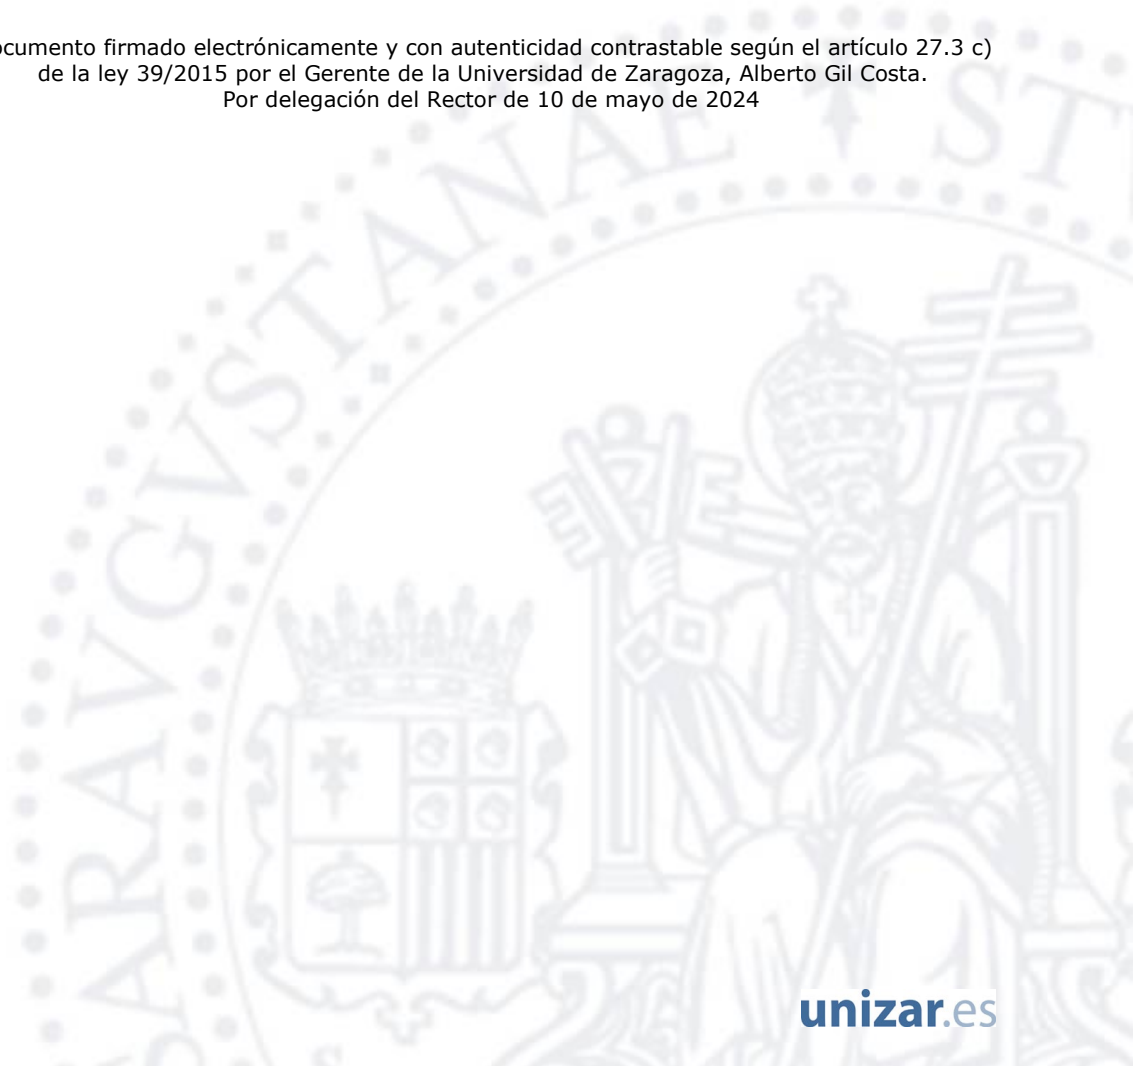 ocumento firmado electrónicamente y con autenticidad contrastable según el artículo 27.3 c)
de la ley 39/2015 por el Gerente de la Universidad de Zaragoza, Alberto Gil Costa.
Por delegación del Rector de 10 de mayo de 2024
ARAVGVSTANAE ST
unizar.es